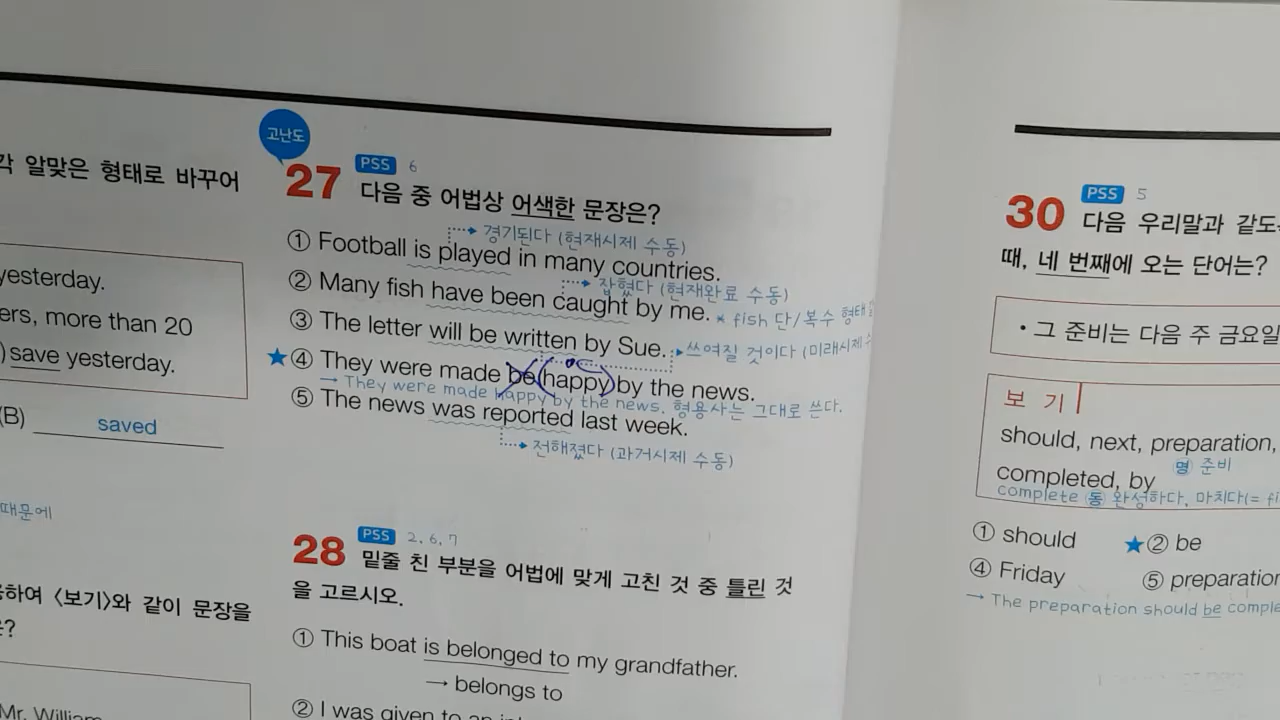 각 알맞은 형태로 바꾸어
yesterday.
ers, more than 20
) save yesterday.
(B) saved
때문에
하여 〈보기〉와 같이 문장을
Mr. William
고난도
27 PSS 6
다음 중 어법상 어색한 문장은?
경기된다 (현재시제 수동)
① Football is played in many countries.
잡혔다 (현재완료 수동)
② Many fish have been caught by me. * fish 단/복수 형태
③ The letter will be written by Sue. 쓰여질 것이다 (미래시제
★ ④ They were made be happy by the news.
→ They were made happy by the news. 형용사는 그대로 쓴다.
⑤ The news was reported last week.
전해졌다 (과거시제 수동)
28 PSS 2, 6, 7
밑줄 친 부분을 어법에 맞게 고친 것 중 틀린 것
을 고르시오.
① This boat is belonged to my grandfather.
→ belongs to
② I was given to an
30 PSS 5
다음 우리말과 같도
때, 네 번째에 오는 단어는?
• 그 준비는 다음 주 금요일
보 기
should, next, preparation,
completed, by 명 준비
complete 동 완성하다, 마치다(= fi
① should ★ ② be
④ Friday ⑤ preparation
→ The preparation should be comple